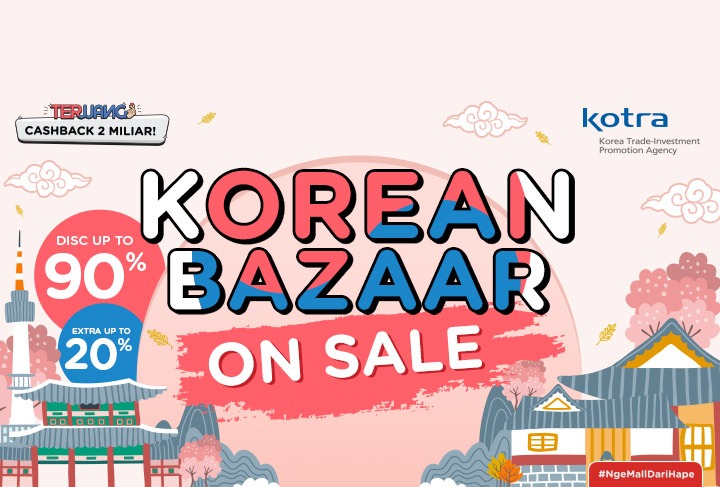 TERUANG
CASHBACK 2 MILIAR!
kotra
Korea Trade-Investment
Promotion Agency
KOREAN
BAZAAR
ON SALE
DISC UP TO
90%
EXTRA UP TO
20%
#NgeMallDariHape